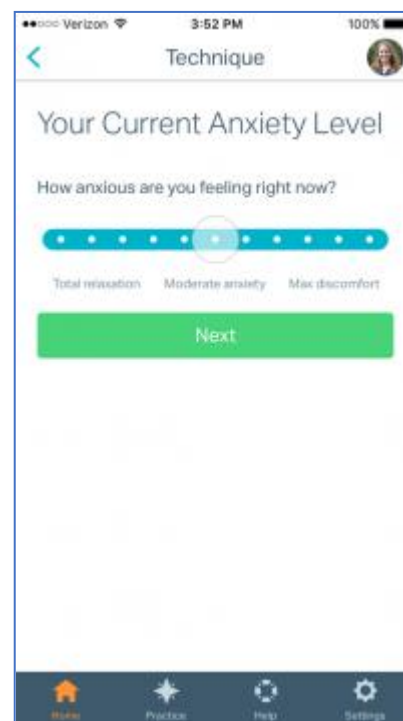 Verizon 3:52 PM 100%
Technique
Your Current Anxiety Level
How anxious are you feeling right now?
Total relaxation Moderate anxiety Max discomfort
Next
Home Practice Help Settings